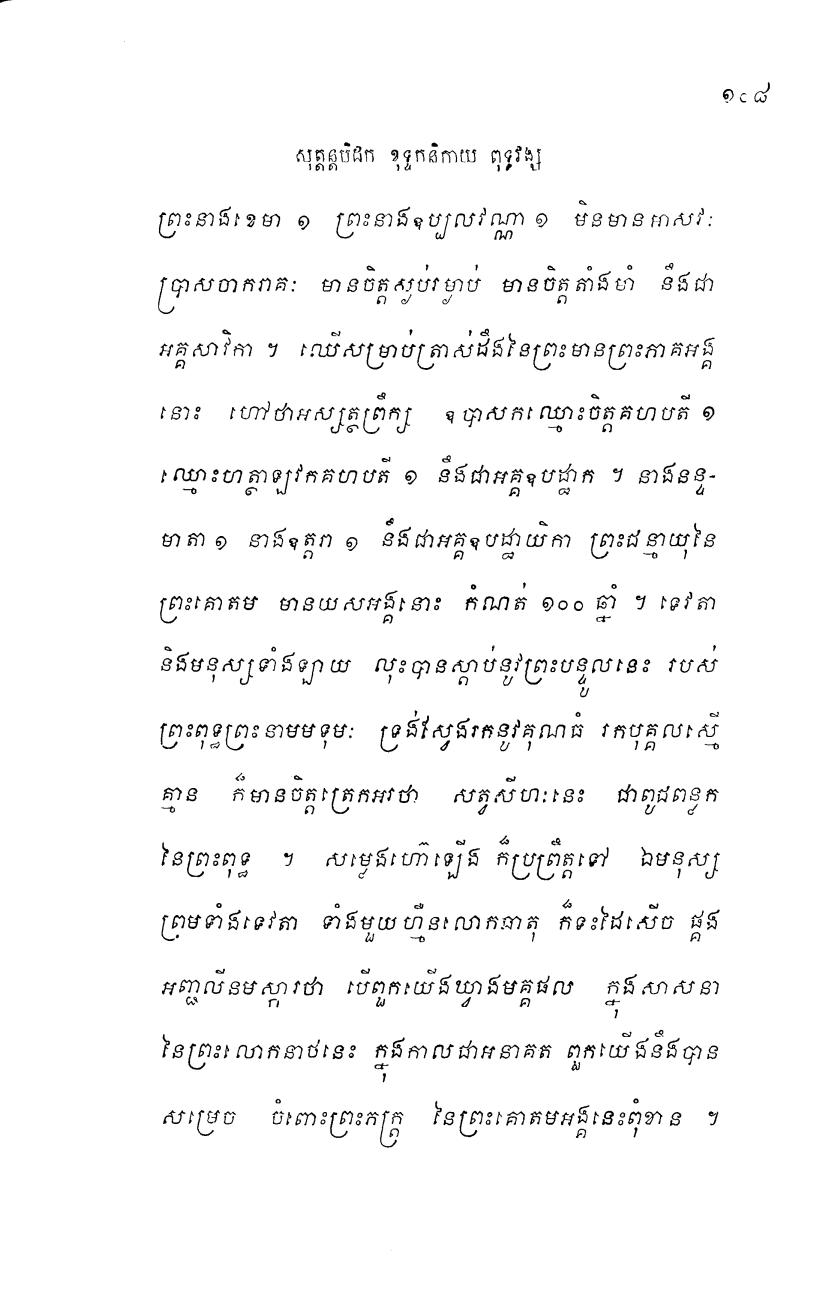 ១៤៨
សុត្តន្តបិដក ខុទ្ទកនិកាយ ពុទ្ធវង្ស
ព្រះនាងខេមា ១ ព្រះនាងឧប្បលវណ្ណា ១ មិនមានអាសវៈ
ប្រាសចាករាគៈ មានចិត្តស្ងប់រម្ងាប់ មានចិត្តតាំងមាំ នឹងជា
អគ្គសាវិកា ។ ឈើសម្រាប់ត្រាស់ដឹងនៃព្រះមានព្រះភាគអង្គ
នោះ ហៅថាអស្សត្ថព្រឹក្ស ឧបាសកឈ្មោះចិត្តគហបតី ១
ឈ្មោះហត្ថាឡវកគហបតី ១ នឹងជាអគ្គឧបដ្ឋាក ។ នាងនន្ទ-
មាតា ១ នាងឧត្តរា ១ នឹងជាអគ្គឧបដ្ឋាយិកា ព្រះជន្មាយុនៃ
ព្រះគោតម មានយសអង្គនោះ កំណត់ ១០០ ឆ្នាំ ។ ទេវតា
និងមនុស្សទាំងឡាយ លុះបានស្តាប់នូវព្រះបន្ទូលនេះ របស់
ព្រះពុទ្ធព្រះនាមមទុមៈ ទ្រង់ស្វែងរកនូវគុណធំ រកបុគ្គលស្មើ
គ្មាន ក៏មានចិត្តត្រេកអរថា សត្វសីហៈនេះ ជាពូជពន្លក
នៃព្រះពុទ្ធ ។ សម្លេងហ៊ោឡើង ក៏ប្រព្រឹត្តទៅ ឯមនុស្ស
ព្រមទាំងទេវតា ទាំងមួយហ្មឺនលោកធាតុ ក៏ទះដៃសើច ផ្គង
អញ្ជលីនមស្ការថា បើពួកយើងឃ្វាងមគ្គផល ក្នុងសាសនា
នៃព្រះលោកនាថនេះ ក្នុងកាលជាអនាគត ពួកយើងនឹងបាន
សម្រេច ចំពោះព្រះភក្ត្រ នៃព្រះគោតមអង្គនេះពុំខាន ។